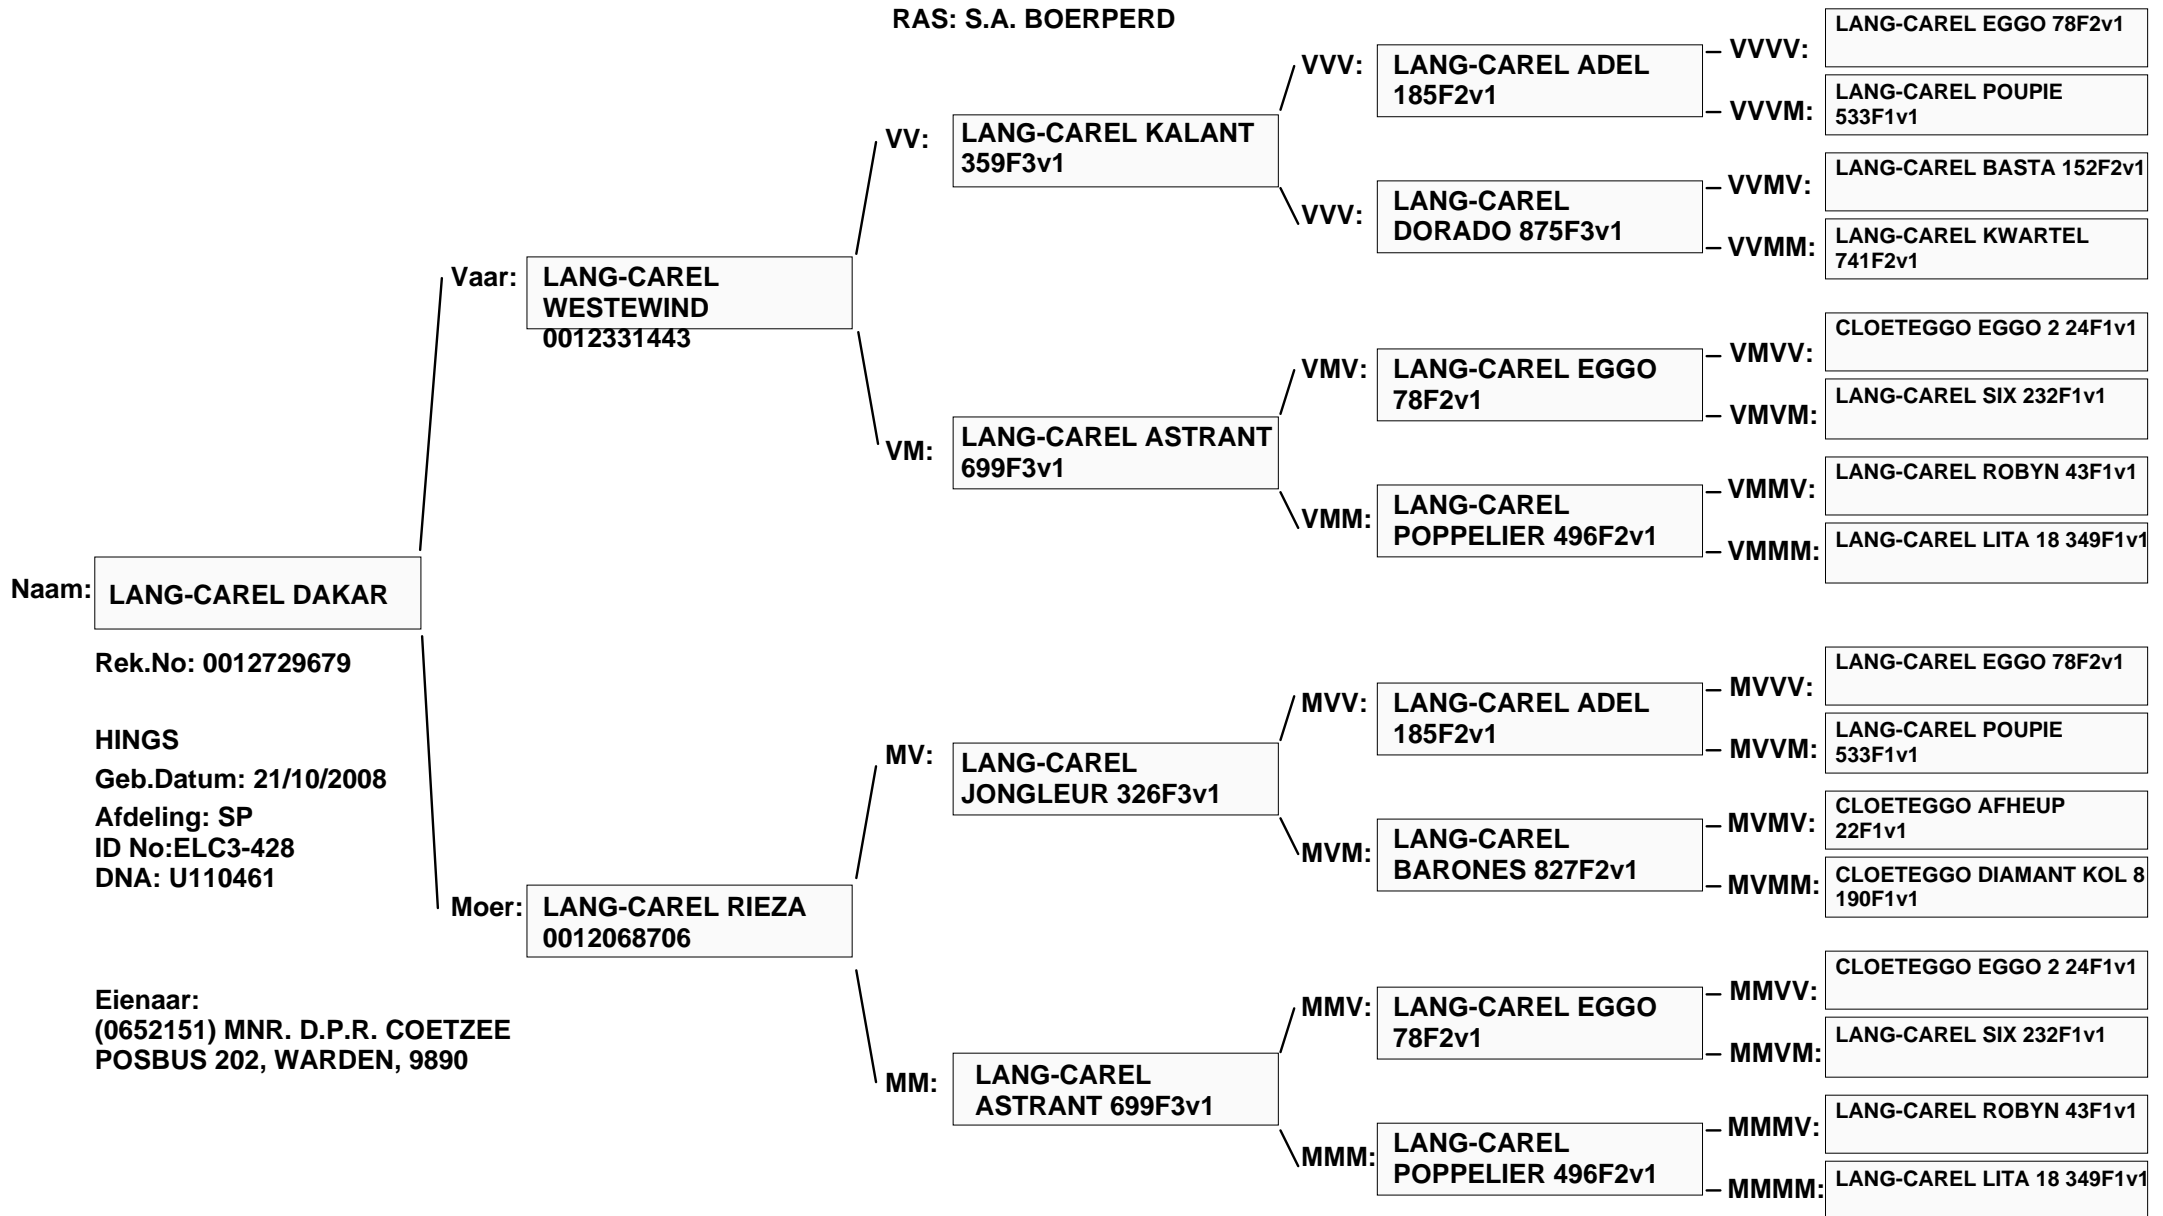 RAS: S.A. BOERPERD
Naam:
LANG-CAREL DAKAR
Rek.No: 0012729679
HINGS
Geb.Datum: 21/10/2008
Afdeling: SP
ID No:ELC3-428
DNA: U110461
Eienaar:
(0652151) MNR. D.P.R. COETZEE
POSBUS 202, WARDEN, 9890
Vaar:
LANG-CAREL
WESTEWIND
0012331443
Moer:
LANG-CAREL RIEZA
0012068706
VV:
LANG-CAREL KALANT
359F3v1
VM:
LANG-CAREL ASTRANT
699F3v1
MV:
LANG-CAREL
JONGLEUR 326F3v1
MM:
LANG-CAREL
ASTRANT 699F3v1
VVV:
LANG-CAREL ADEL
185F2v1
VVV:
LANG-CAREL
DORADO 875F3v1
VMV:
LANG-CAREL EGGO
78F2v1
VMM:
LANG-CAREL
POPPELIER 496F2v1
MVV:
LANG-CAREL ADEL
185F2v1
MVM:
LANG-CAREL
BARONES 827F2v1
MMV:
LANG-CAREL EGGO
78F2v1
MMM:
LANG-CAREL
POPPELIER 496F2v1
VVVV:
LANG-CAREL EGGO 78F2v1
VVVM:
LANG-CAREL POUPIE
533F1v1
VVMV:
LANG-CAREL BASTA 152F2v1
VVMM:
LANG-CAREL KWARTEL
741F2v1
VMVV:
CLOETEGGO EGGO 2 24F1v1
VMVM:
LANG-CAREL SIX 232F1v1
VMMV:
LANG-CAREL ROBYN 43F1v1
VMMM:
LANG-CAREL LITA 18 349F1v1
MVVV:
LANG-CAREL EGGO 78F2v1
MVVM:
LANG-CAREL POUPIE
533F1v1
MVMV:
CLOETEGGO AFHEUP
22F1v1
MVMM:
CLOETEGGO DIAMANT KOL 8
190F1v1
MMVV:
CLOETEGGO EGGO 2 24F1v1
MMVM:
LANG-CAREL SIX 232F1v1
MMMV:
LANG-CAREL ROBYN 43F1v1
MMMM:
LANG-CAREL LITA 18 349F1v1